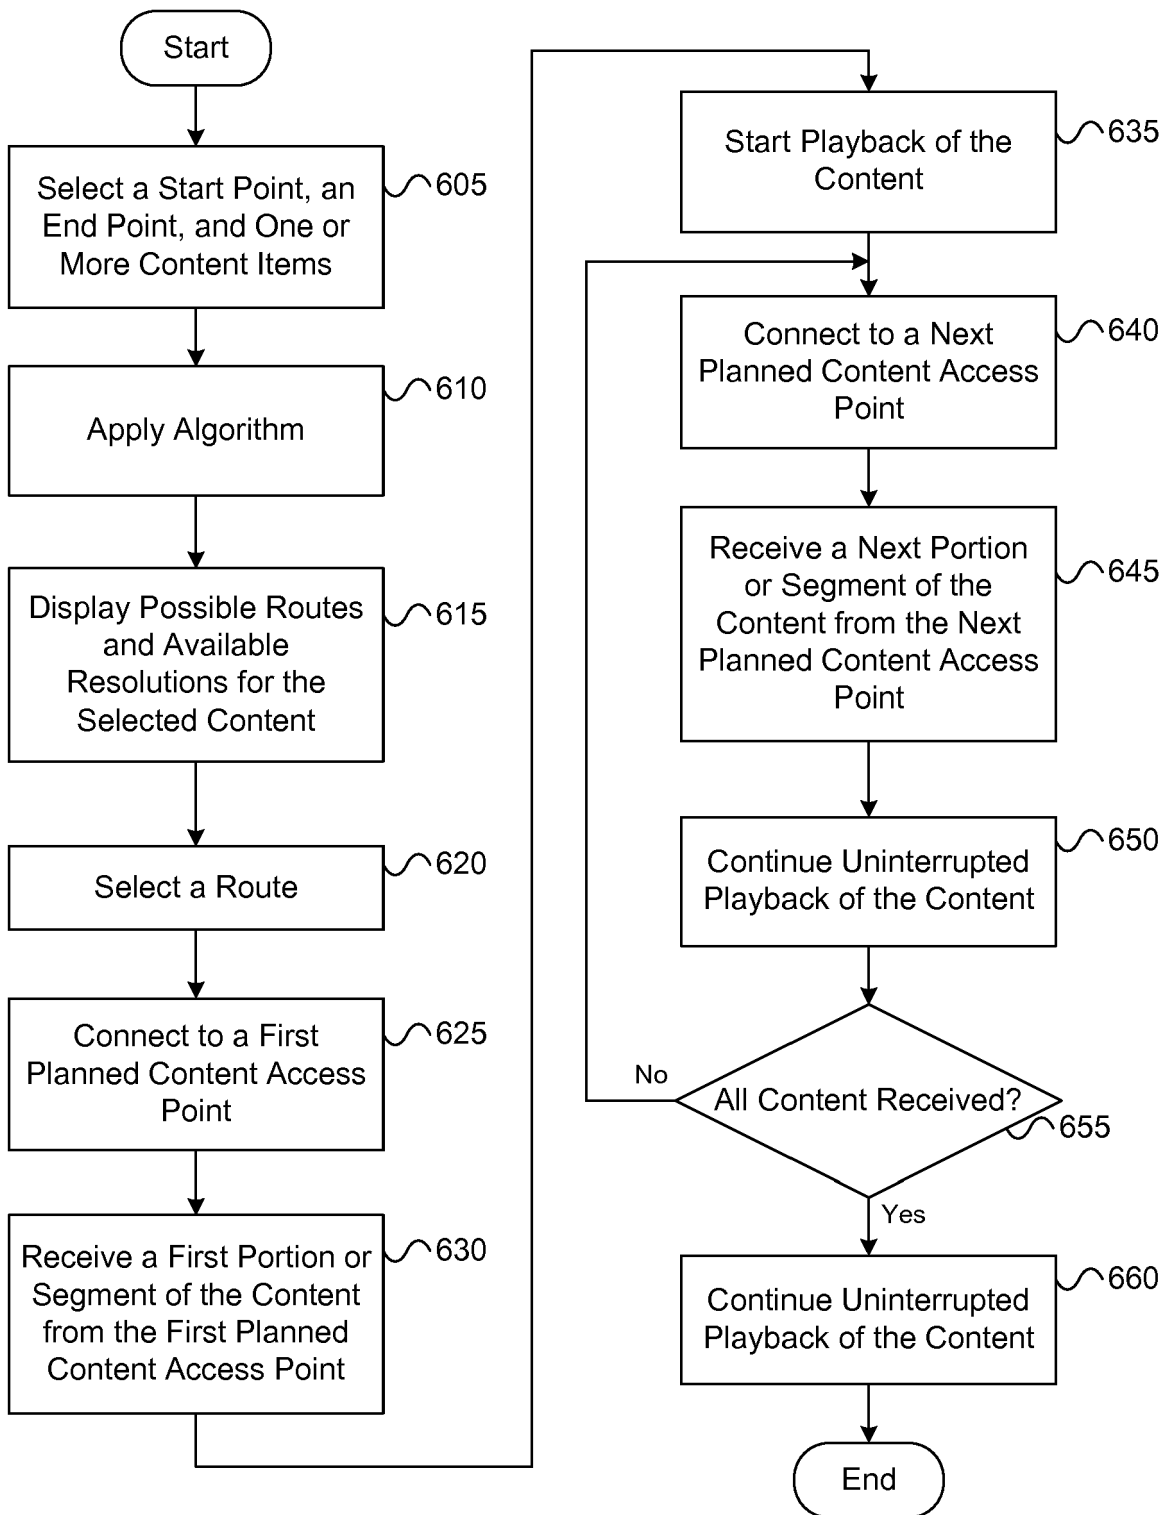 Start
Select a Start Point, an
End Point, and One or
More Content Items
605
Apply Algorithm
610
Display Possible Routes
and Available
Resolutions for the
Selected Content
615
Select a Route
620
Connect to a First
Planned Content Access
Point
625
Receive a First Portion or
Segment of the Content
from the First Planned
Content Access Point
630
Start Playback of the
Content
635
Connect to a Next
Planned Content Access
Point
640
Receive a Next Portion
or Segment of the
Content from the Next
Planned Content Access
Point
645
Continue Uninterrupted
Playback of the Content
650
All Content Received?
655
No
Yes
Continue Uninterrupted
Playback of the Content
660
End